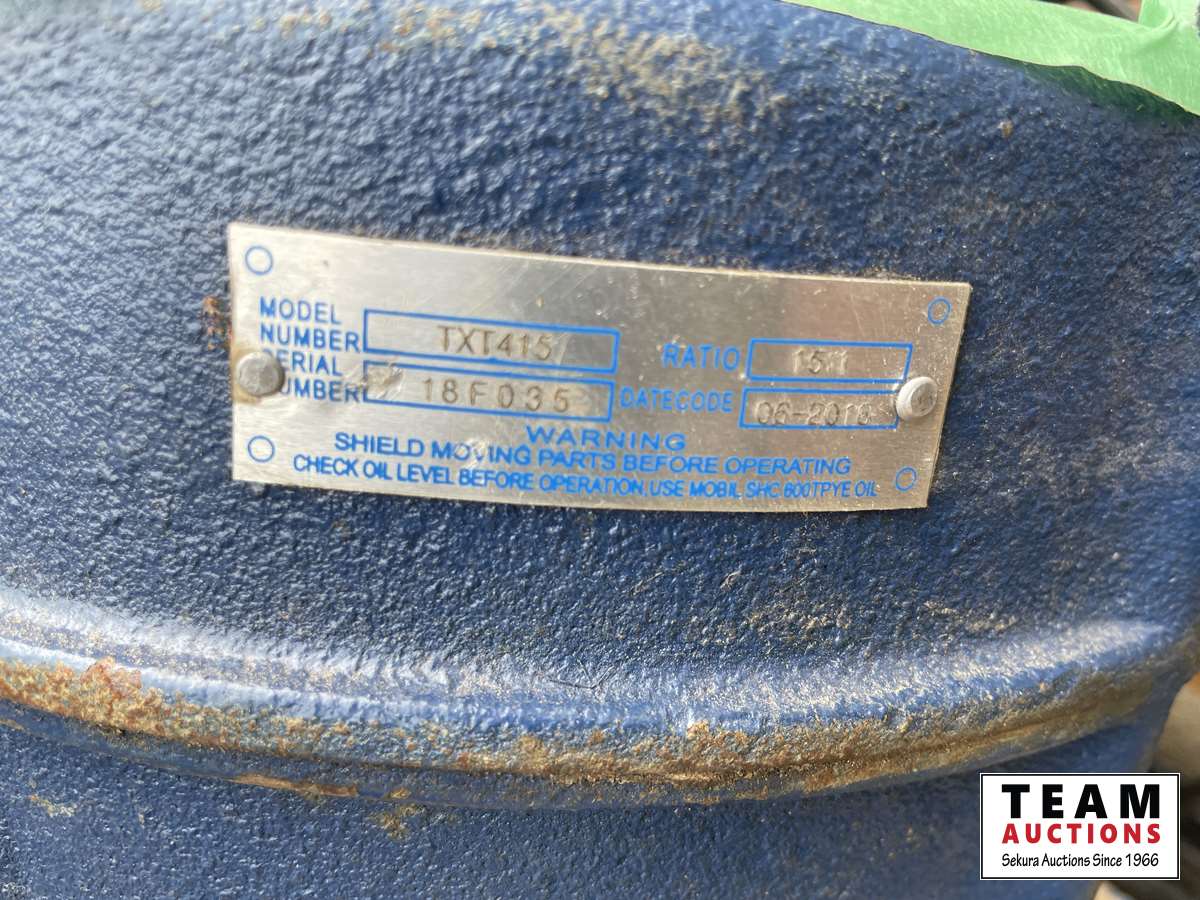 MODEL NUMBER TXT415 RATIO 15:1
SERIAL NUMBER 18F035 DATECODE 06-2018
WARNING
SHIELD MOVING PARTS BEFORE OPERATING
CHECK OIL LEVEL BEFORE OPERATION,USE MOBIL SHC 600TPYE OIL
TEAM
AUCTIONS
Sekura Auctions Since 1966